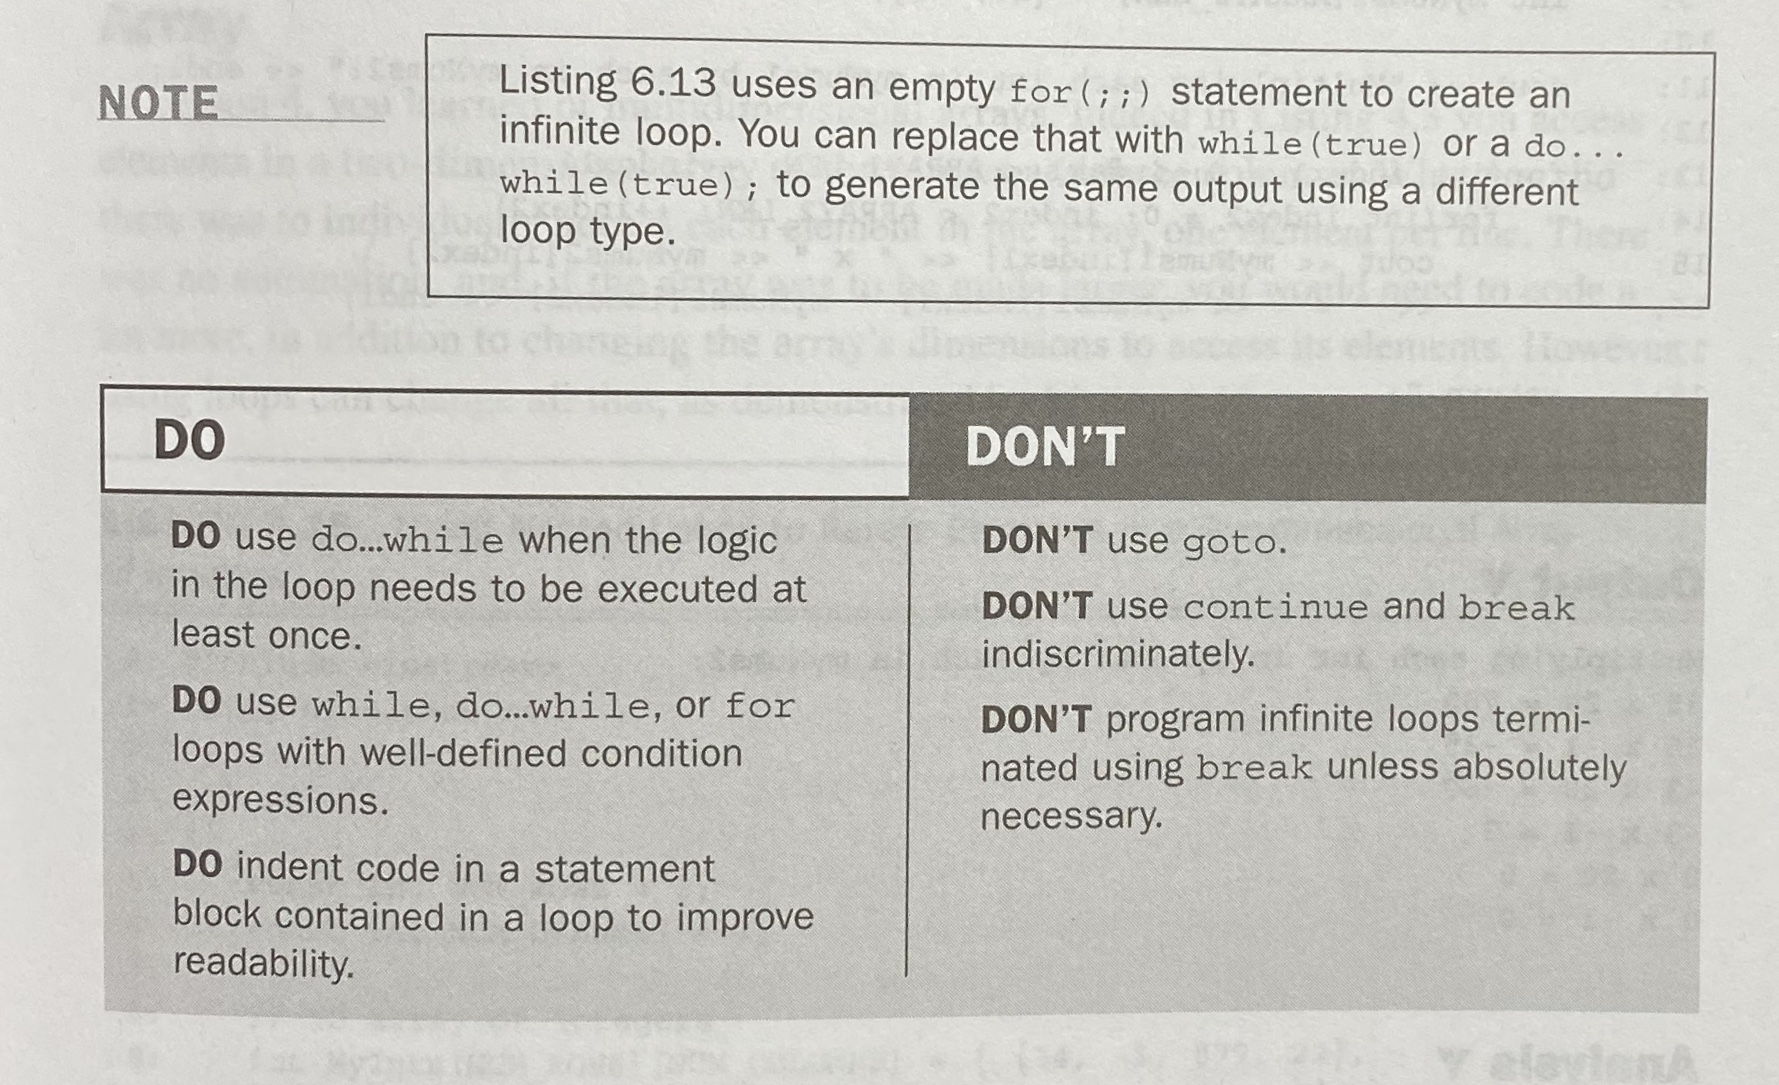 NOTE
Listing 6.13 uses an empty for(;;) statement to create an
infinite loop. You can replace that with while(true) or a do...
while(true); to generate the same output using a different
loop type.
DO
DON'T
DO use do…while when the logic
in the loop needs to be executed at
least once.
DO use while, do…while, or for
loops with well-defined condition
expressions.
DO indent code in a statement
block contained in a loop to improve
readability.
DON'T use goto.
DON'T use continue and break
indiscriminately.
DON'T program infinite loops termi-
nated using break unless absolutely
necessary.